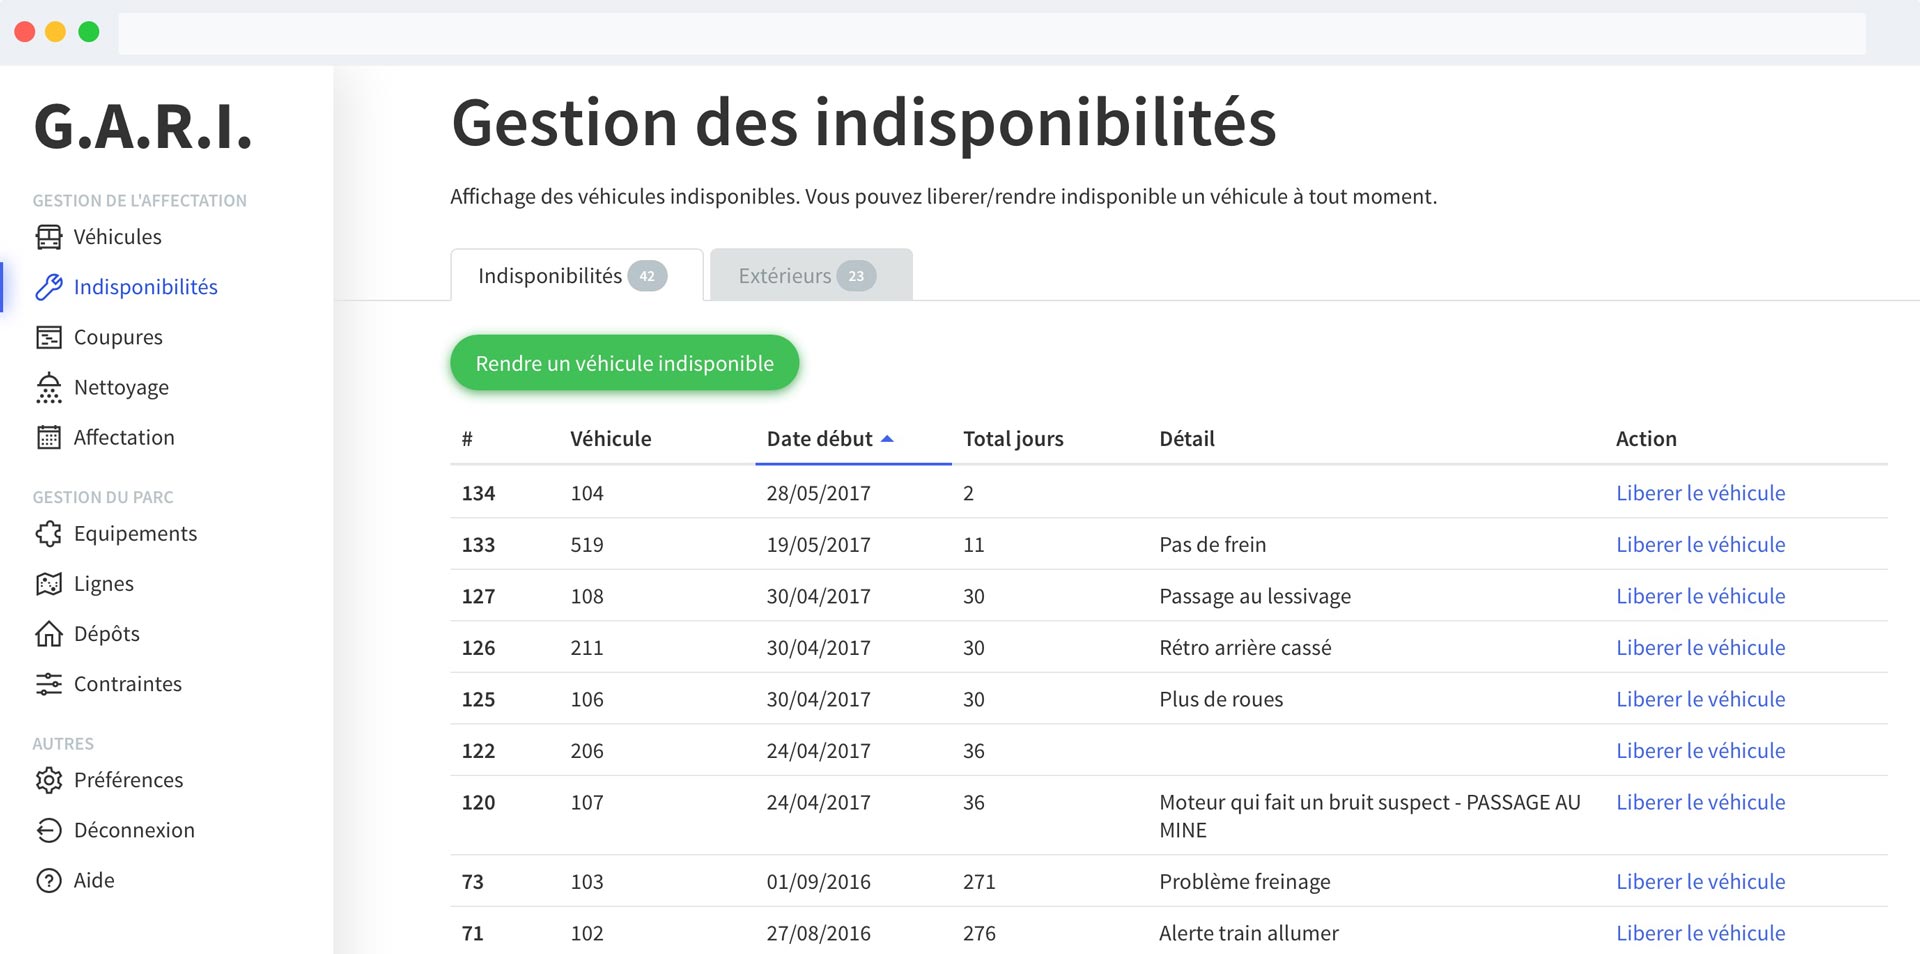 G.A.R.I.
GESTION DE L'AFFECTATION
Véhicules
Indisponibilités
Coupures
Nettoyage
Affectation
GESTION DU PARC
Equipements
Lignes
Dépôts
Contraintes
AUTRES
Préférences
Déconnexion
Aide
Gestion des indisponibilités
Affichage des véhicules indisponibles. Vous pouvez liberer/rendre indisponible un véhicule à tout moment.
Indisponibilités 42 Extérieurs 23
Rendre un véhicule indisponible
# Véhicule Date début Total jours Détail Action
134 104 28/05/2017 2 Liberer le véhicule
133 519 19/05/2017 11 Pas de frein Liberer le véhicule
127 108 30/04/2017 30 Passage au lessivage Liberer le véhicule
126 211 30/04/2017 30 Rétro arrière cassé Liberer le véhicule
125 106 30/04/2017 30 Plus de roues Liberer le véhicule
122 206 24/04/2017 36 Liberer le véhicule
120 107 24/04/2017 36 Moteur qui fait un bruit suspect - PASSAGE AU Liberer le véhicule
MINE
73 103 01/09/2016 271 Problème freinage Liberer le véhicule
71 102 27/08/2016 276 Alerte train allumer Liberer le véhicule